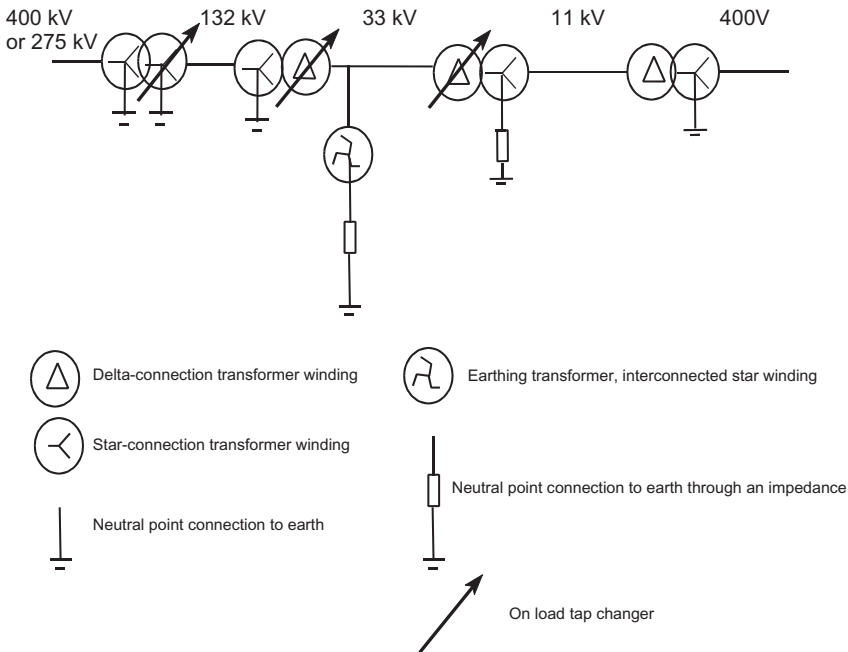 400 kV
or 275 kV
132 kV
33 kV
11 kV
400V
Delta-connection transformer winding
Earthing transformer, interconnected star winding
Star-connection transformer winding
Neutral point connection to earth through an impedance
Neutral point connection to earth
On load tap changer